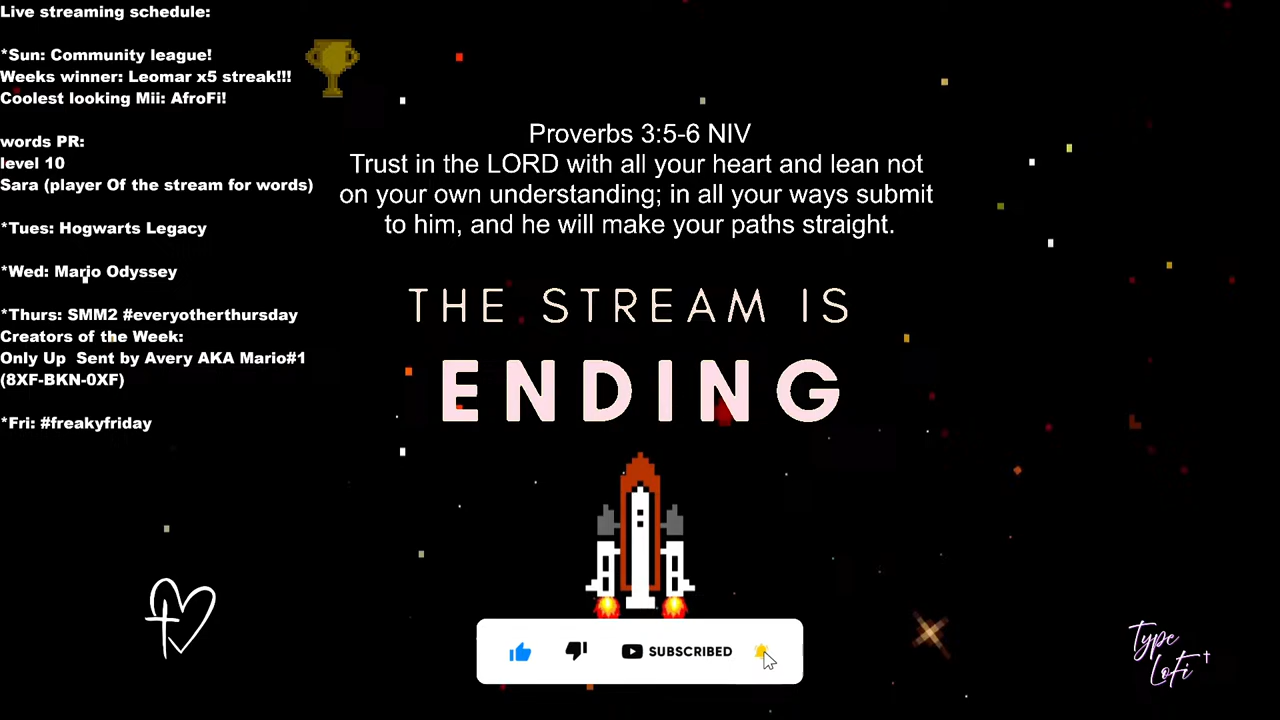 Live streaming schedule:
*Sun: Community league!
Weeks winner: Leomar x5 streak!!!
Coolest looking Mii: AfroFi!
words PR:
level 10
Sara (player Of the stream for words)
*Tues: Hogwarts Legacy
*Wed: Mario Odyssey
*Thurs: SMM2 #everyotherthursday
Creators of the Week:
Only Up  Sent by Avery AKA Mario#1
(8XF-BKN-0XF)
*Fri: #freakyfriday
Proverbs 3:5-6 NIV
Trust in the LORD with all your heart and lean not
on your own understanding; in all your ways submit
to him, and he will make your paths straight.
THE STREAM IS
ENDING
SUBSCRIBED
Type
LoFi